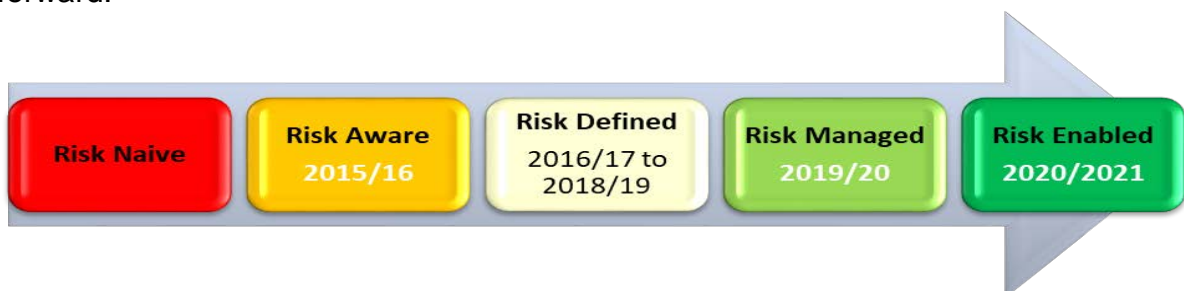 forward.
Risk Naive
Risk Aware
2015/16
Risk Defined
2016/17 to
2018/19
Risk Managed
2019/20
Risk Enabled
2020/2021